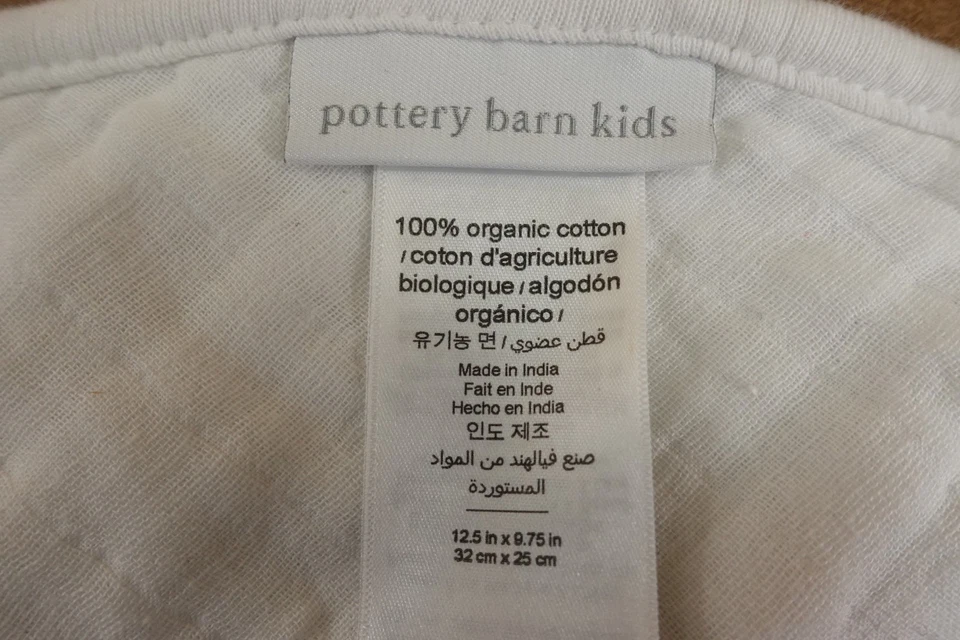 pottery barn kids
100% organic cotton
/ coton d'agriculture
biologique / algodón
orgánico /
유기농 면 / قطن عضوي
Made in India
Fait en Inde
Hecho en India
인도 제조
صنع فيالهند من المواد
المستوردة
12.5 in x 9.75 in
32 cm x 25 cm